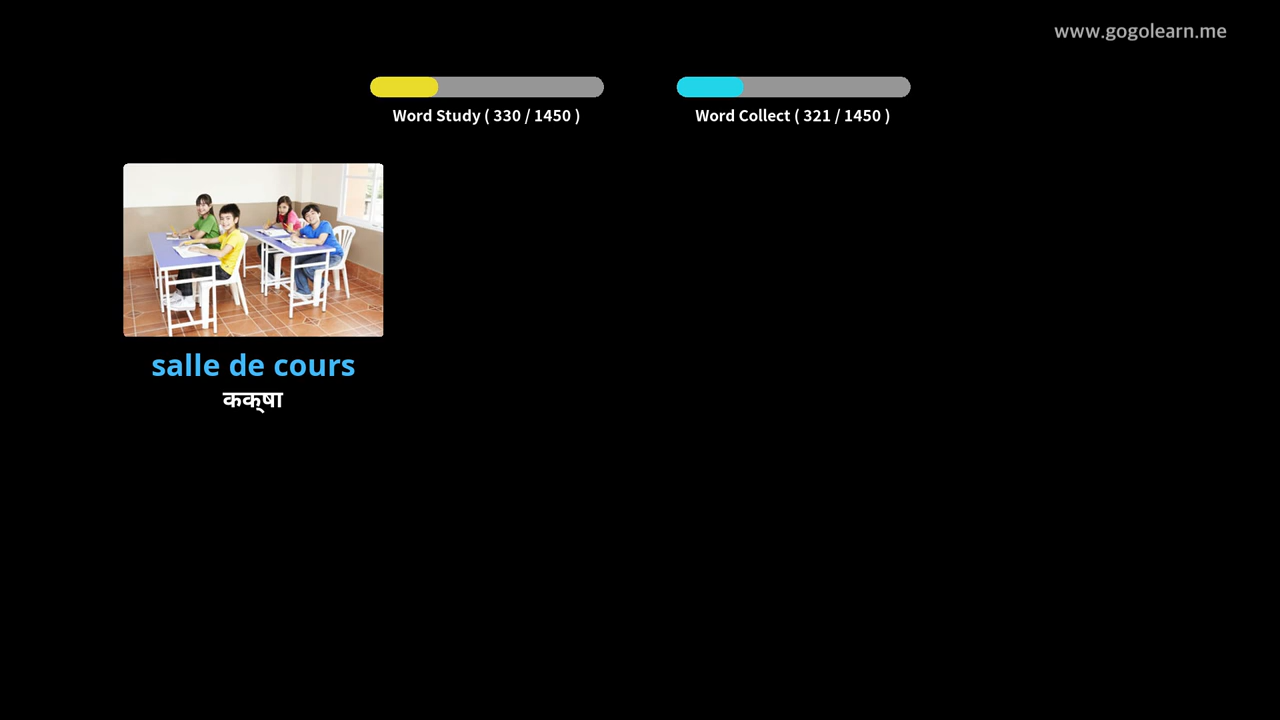 www.gogolearn.me
Word Study ( 330 / 1450 )
Word Collect ( 321 / 1450 )
salle de cours
कक्षा